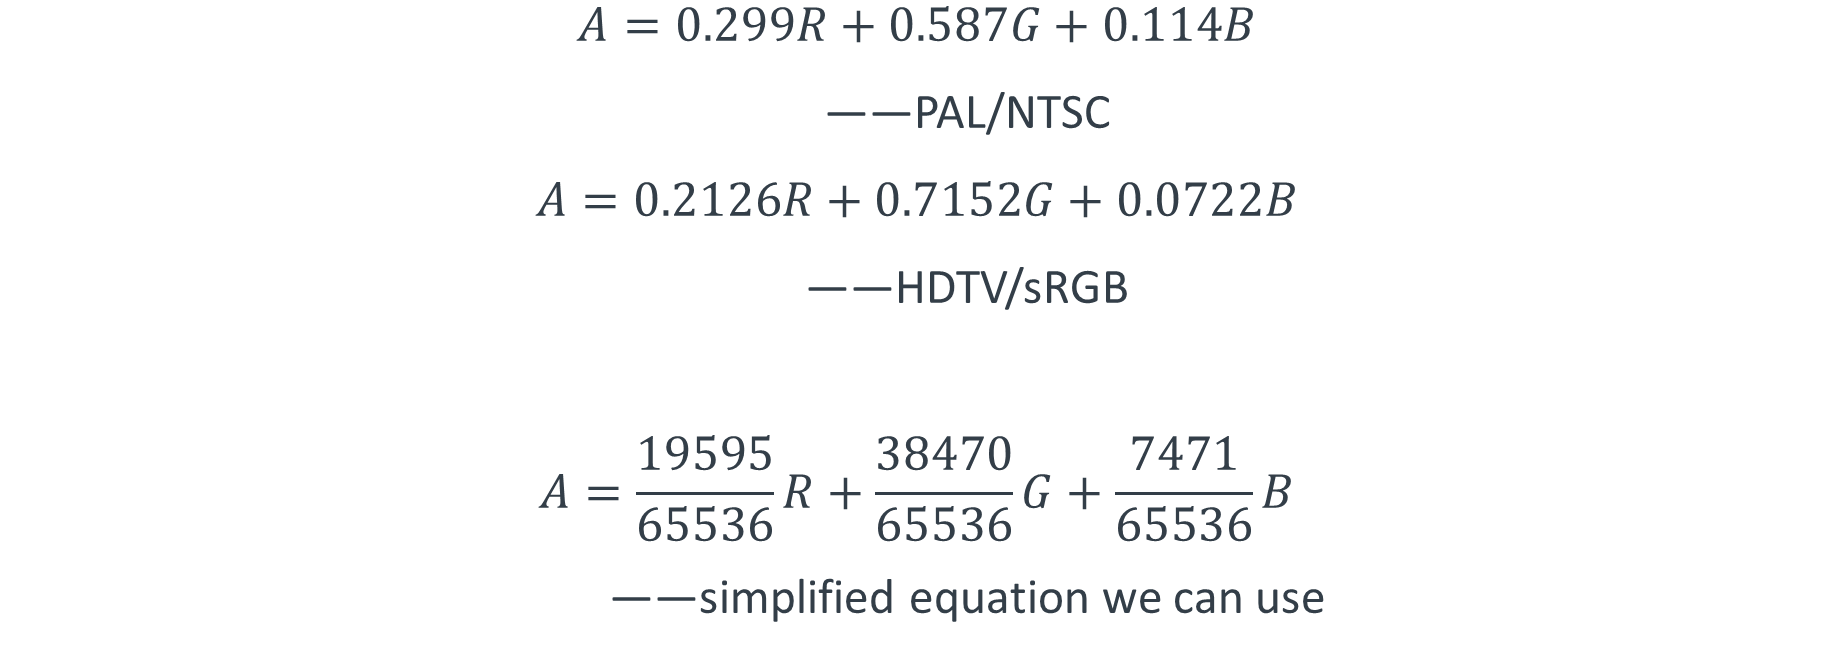 A = 0.299R + 0.587G + 0.114B
——PAL/NTSC
A = 0.2126R + 0.7152G + 0.0722B
——HDTV/sRGB
A = 19595/65536 R + 38470/65536 G + 7471/65536 B
——simplified equation we can use